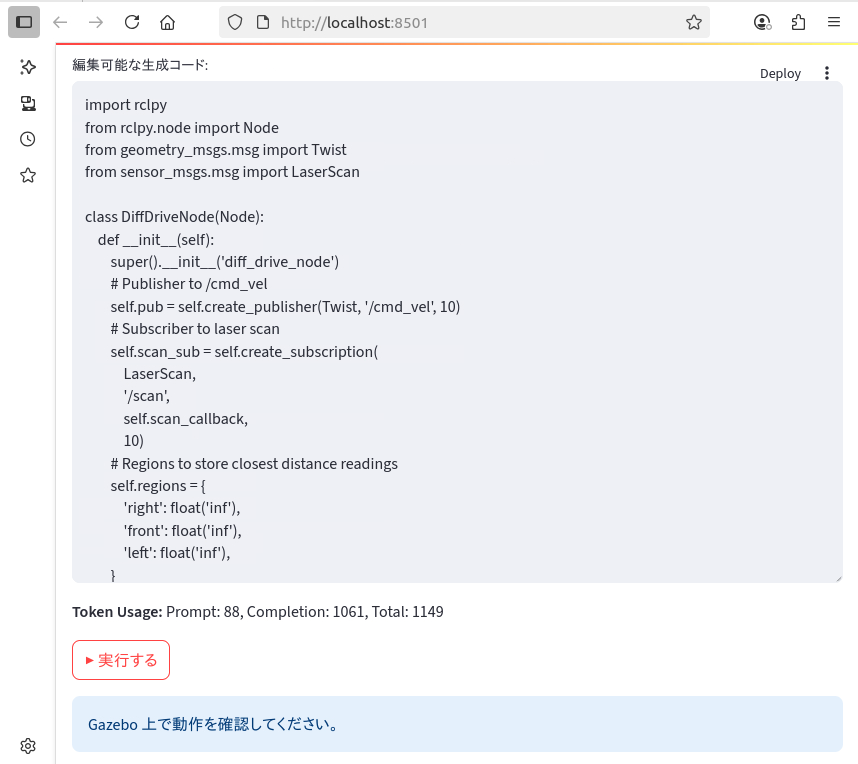 http://localhost:8501
編集可能な生成コード:
Deploy
import rclpy
from rclpy.node import Node
from geometry_msgs.msg import Twist
from sensor_msgs.msg import LaserScan

class DiffDriveNode(Node):
    def __init__(self):
        super().__init__('diff_drive_node')
        # Publisher to /cmd_vel
        self.pub = self.create_publisher(Twist, '/cmd_vel', 10)
        # Subscriber to laser scan
        self.scan_sub = self.create_subscription(
            LaserScan,
            '/scan',
            self.scan_callback,
            10)
        # Regions to store closest distance readings
        self.regions = {
            'right': float('inf'),
            'front': float('inf'),
            'left': float('inf'),
        }
Token Usage: Prompt: 88, Completion: 1061, Total: 1149
▶ 実行する
Gazebo 上で動作を確認してください。